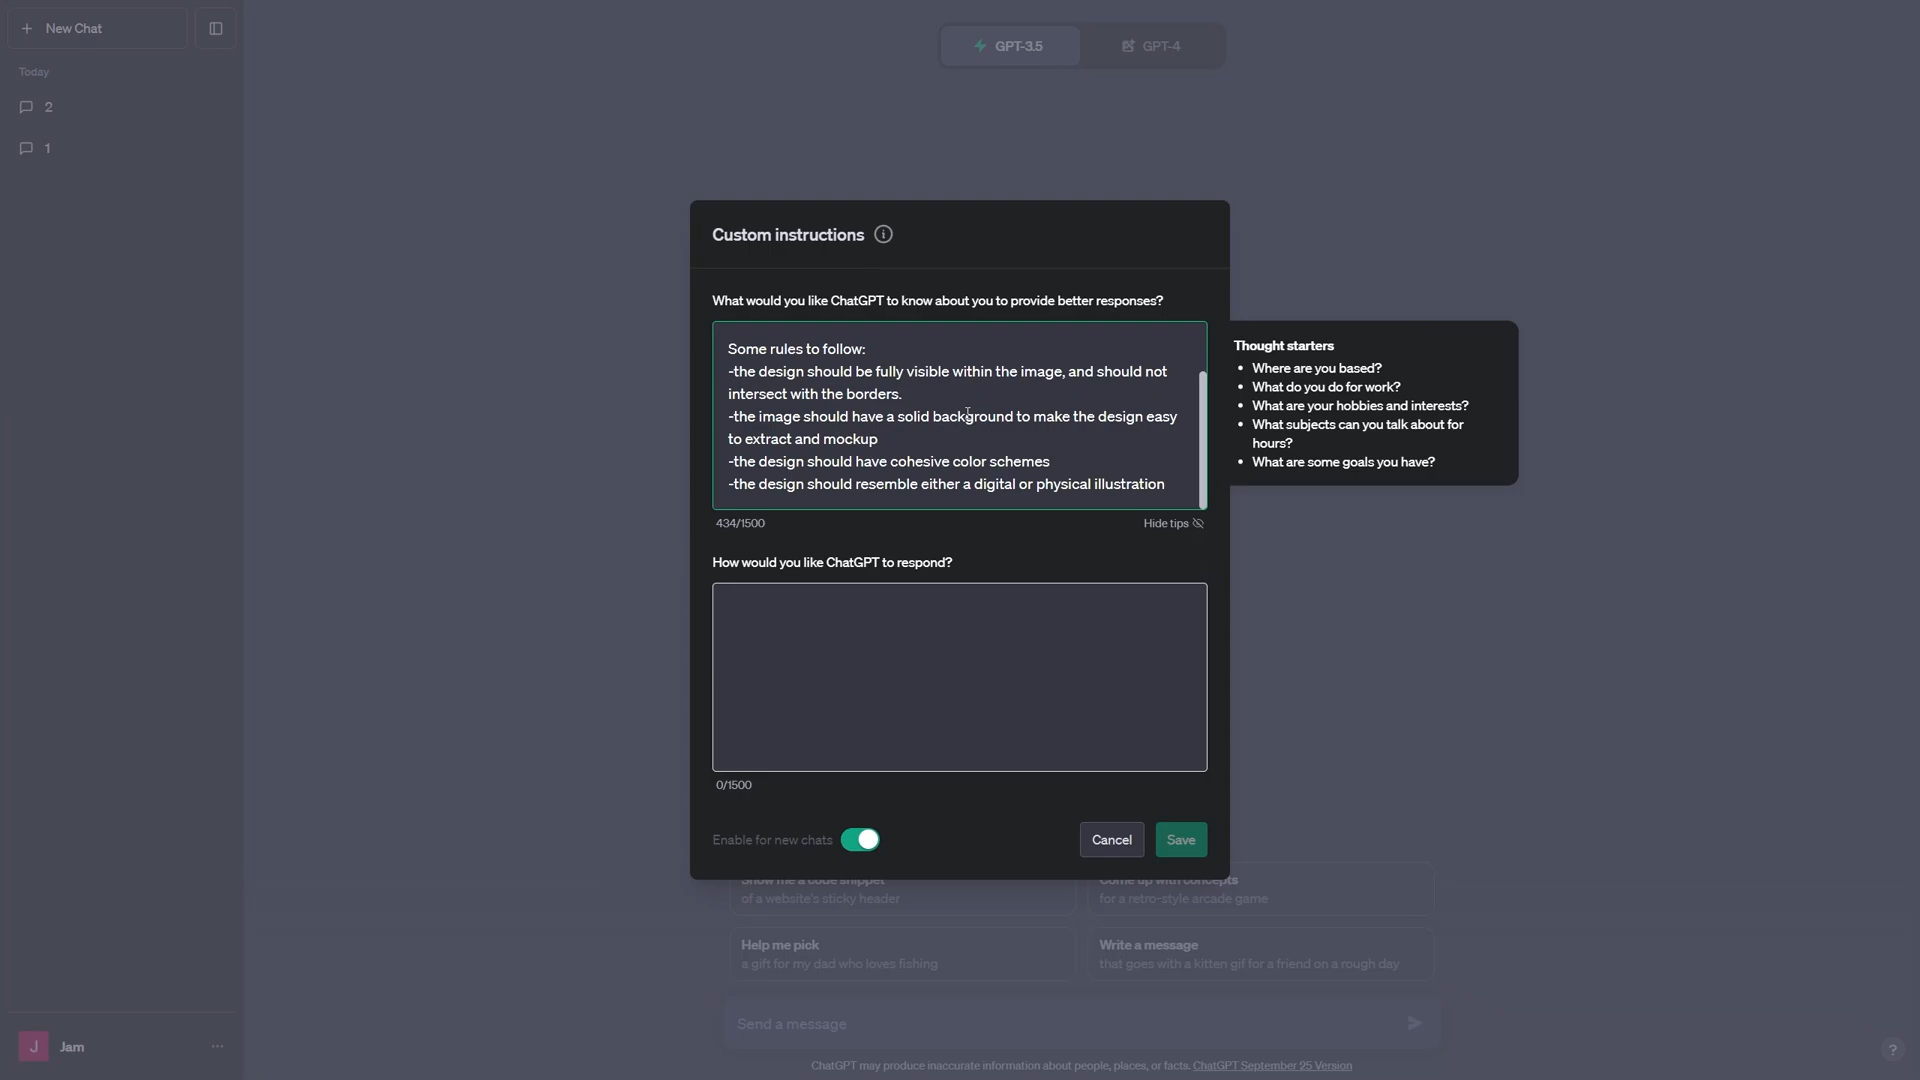 New Chat
GPT-3.5
GPT-4
Today
2
1
Custom instructions
What would you like ChatGPT to know about you to provide better responses?
Some rules to follow:
-the design should be fully visible within the image, and should not
intersect with the borders.
-the image should have a solid background to make the design easy
to extract and mockup
-the design should have cohesive color schemes
-the design should resemble either a digital or physical illustration
434/1500
Hide tips
Thought starters
• Where are you based?
• What do you do for work?
• What are your hobbies and interests?
• What subjects can you talk about for
hours?
• What are some goals you have?
How would you like ChatGPT to respond?
0/1500
Enable for new chats
Cancel
Save
Show me a code snippet
of a website's sticky header
Come up with concepts
for a retro-style arcade game
Help me pick
a gift for my dad who loves fishing
Write a message
that goes with a kitten gif for a friend on a rough day
Send a message
J
Jam
ChatGPT may produce inaccurate information about people, places, or facts. ChatGPT September 25 Version
?